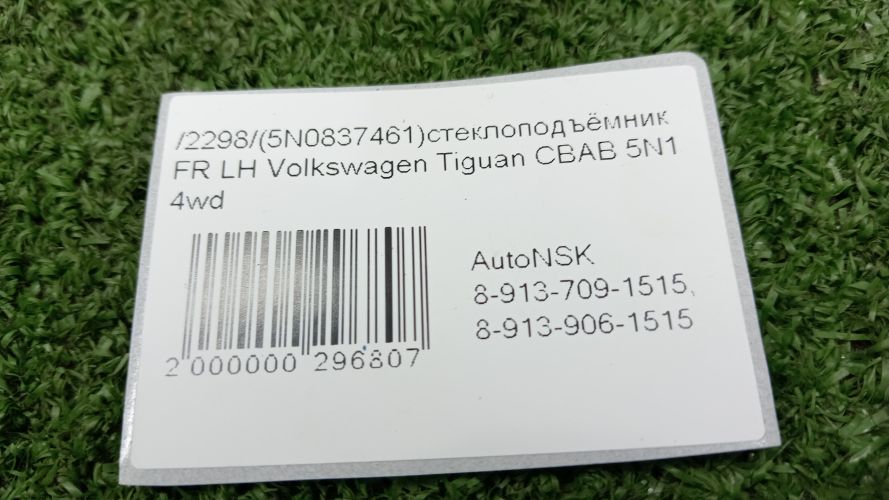 /2298/(5N0837461)стеклоподъёмник
FR LH Volkswagen Tiguan CBAB 5N1
4wd
AutoNSK
8-913-709-1515,
8-913-906-1515
2 000000 296807